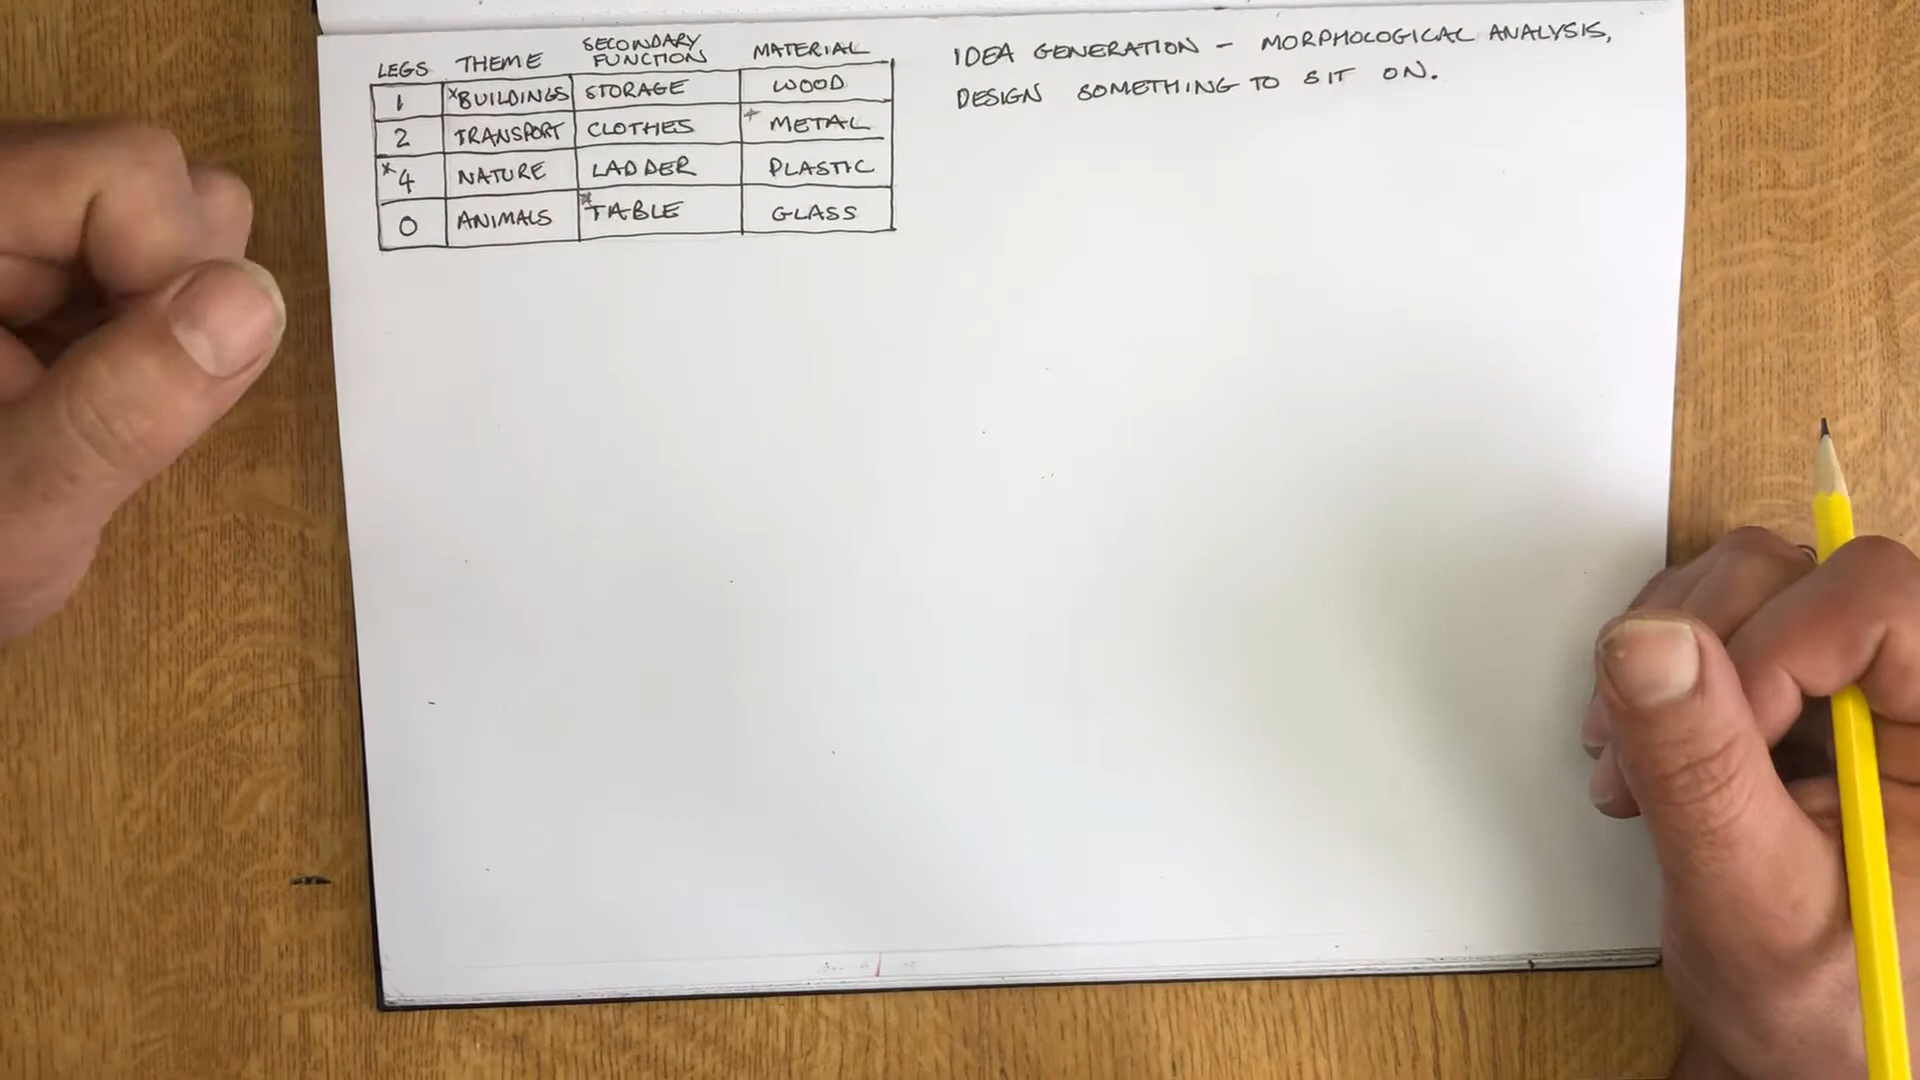 LEGS THEME SECONDARY FUNCTION MATERIAL
1 *BUILDINGS STORAGE WOOD
2 TRANSPORT CLOTHES +METAL
*4 NATURE LADDER PLASTIC
0 ANIMALS *TABLE GLASS
IDEA GENERATION - MORPHOLOGICAL ANALYSIS,
DESIGN SOMETHING TO SIT ON.